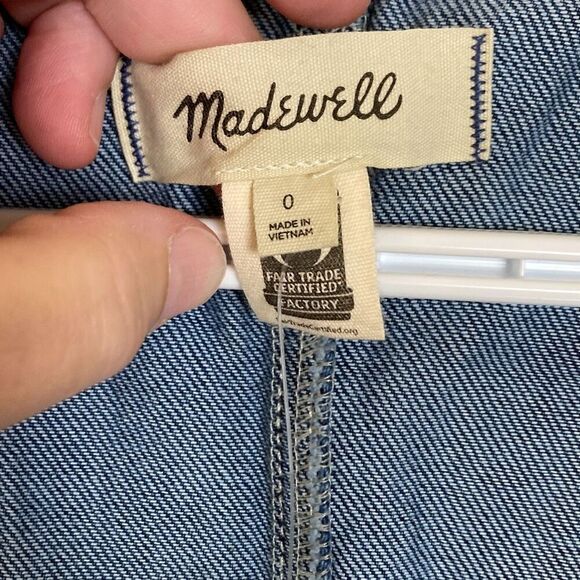 Madewell
0
MADE IN
VIETNAM
FAIR TRADE
CERTIFIED
FACTORY